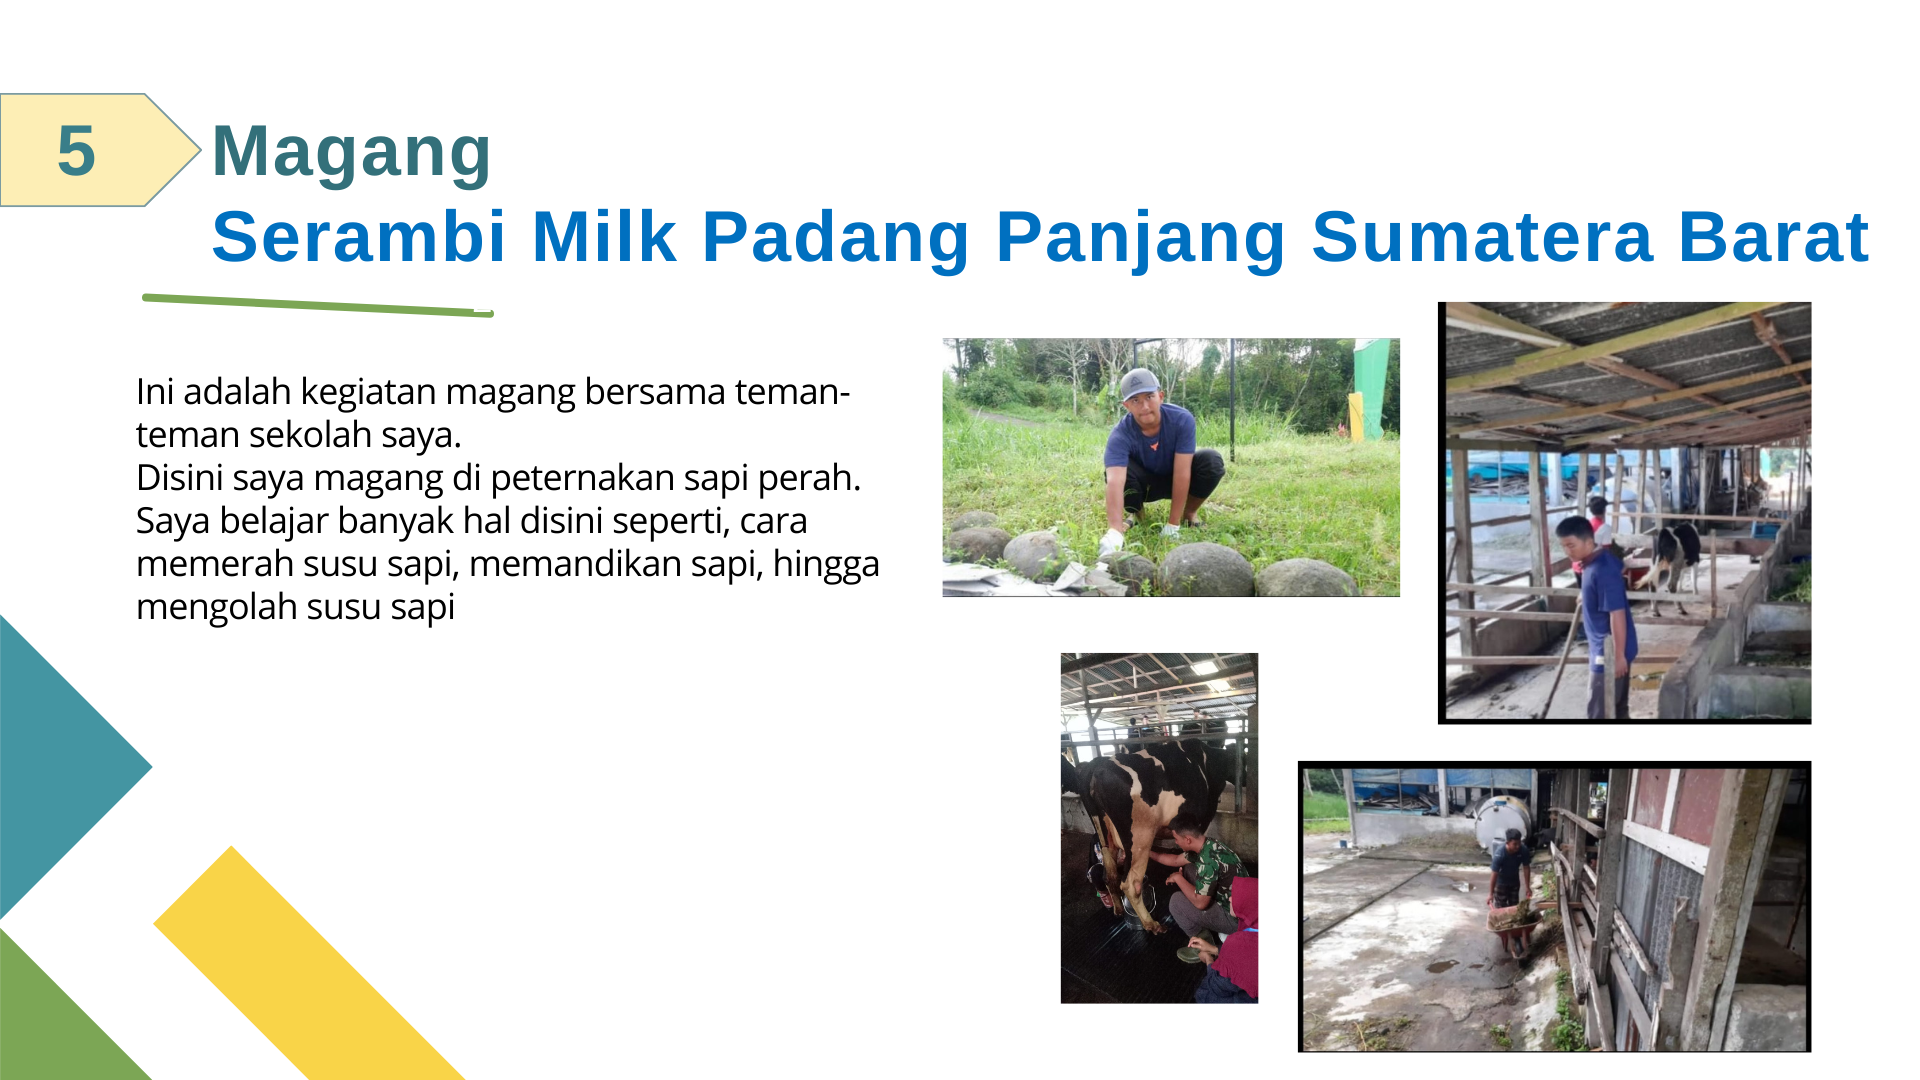 5
Magang
Serambi Milk Padang Panjang Sumatera Barat
Ini adalah kegiatan magang bersama teman-
teman sekolah saya.
Disini saya magang di peternakan sapi perah.
Saya belajar banyak hal disini seperti, cara
memerah susu sapi, memandikan sapi, hingga
mengolah susu sapi